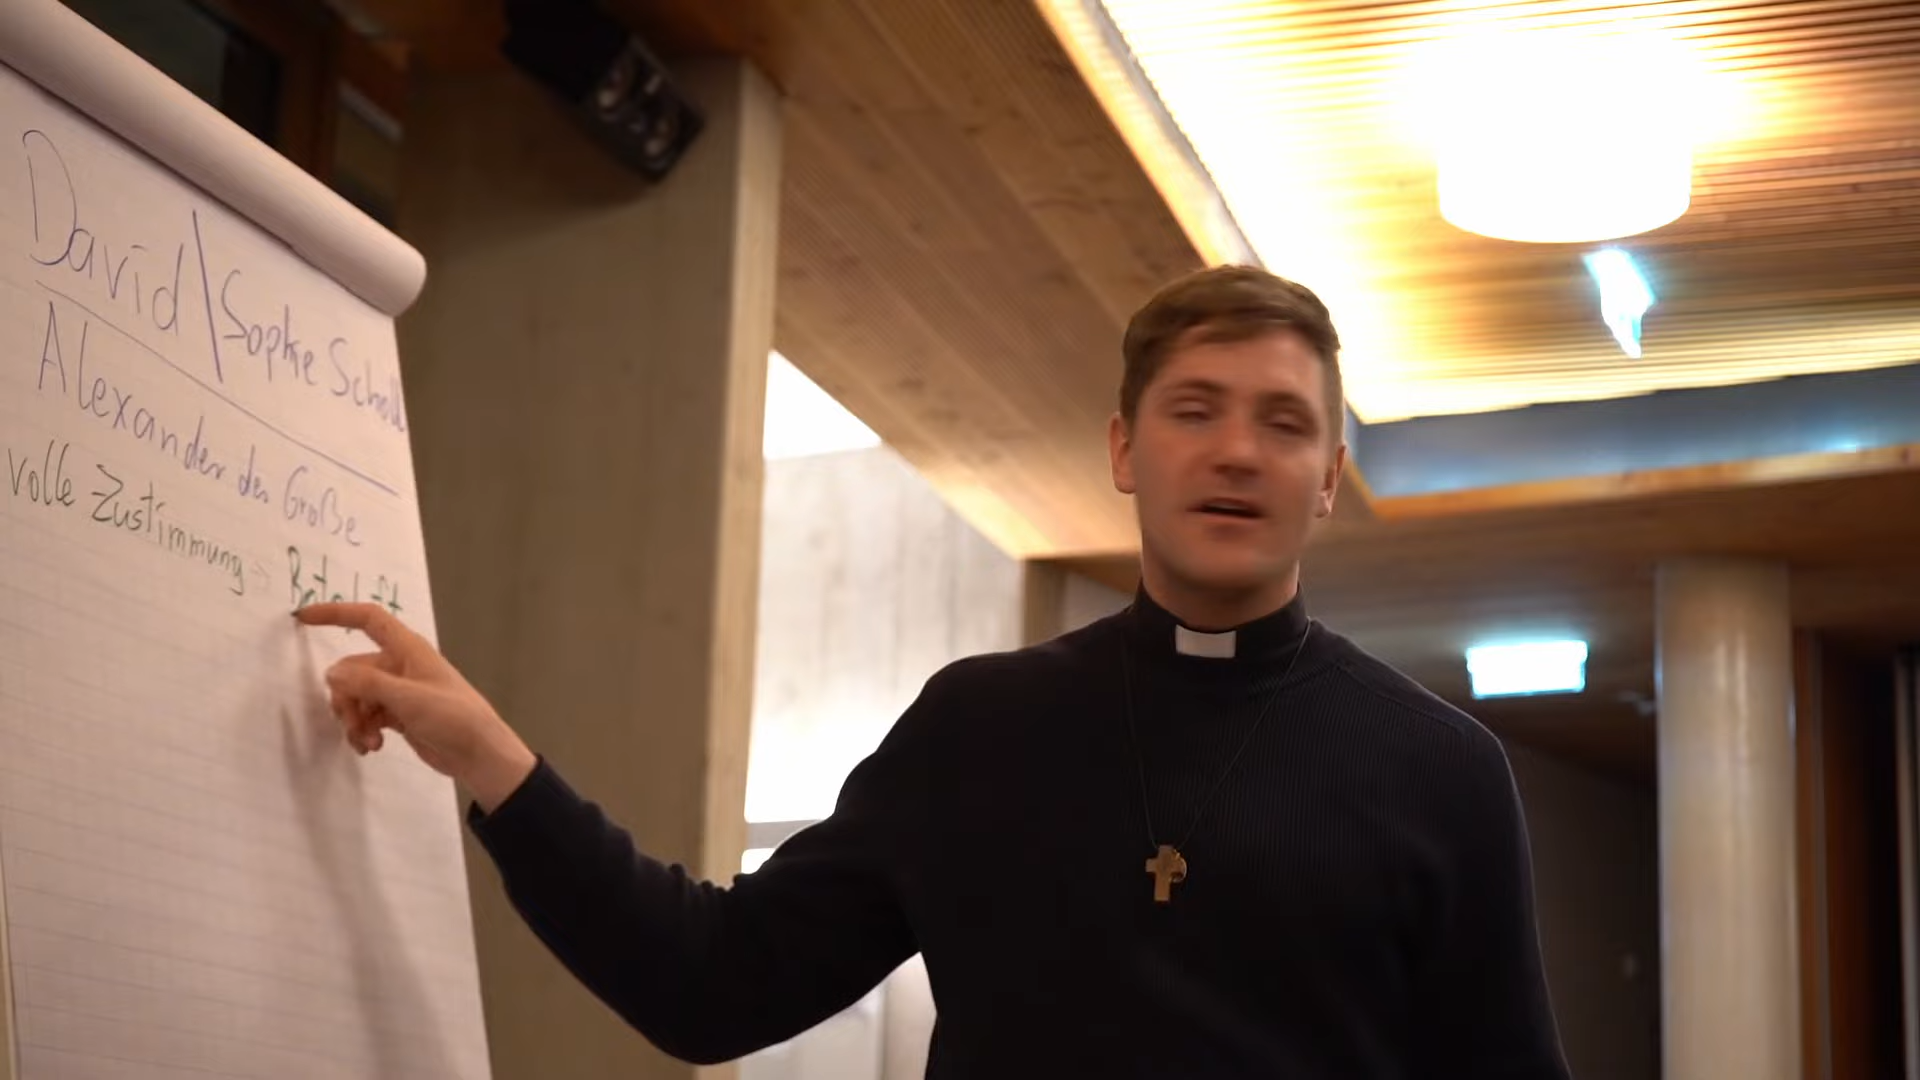 David \ Sophie Scholl
Alexander der Große
volle Zustimmung →